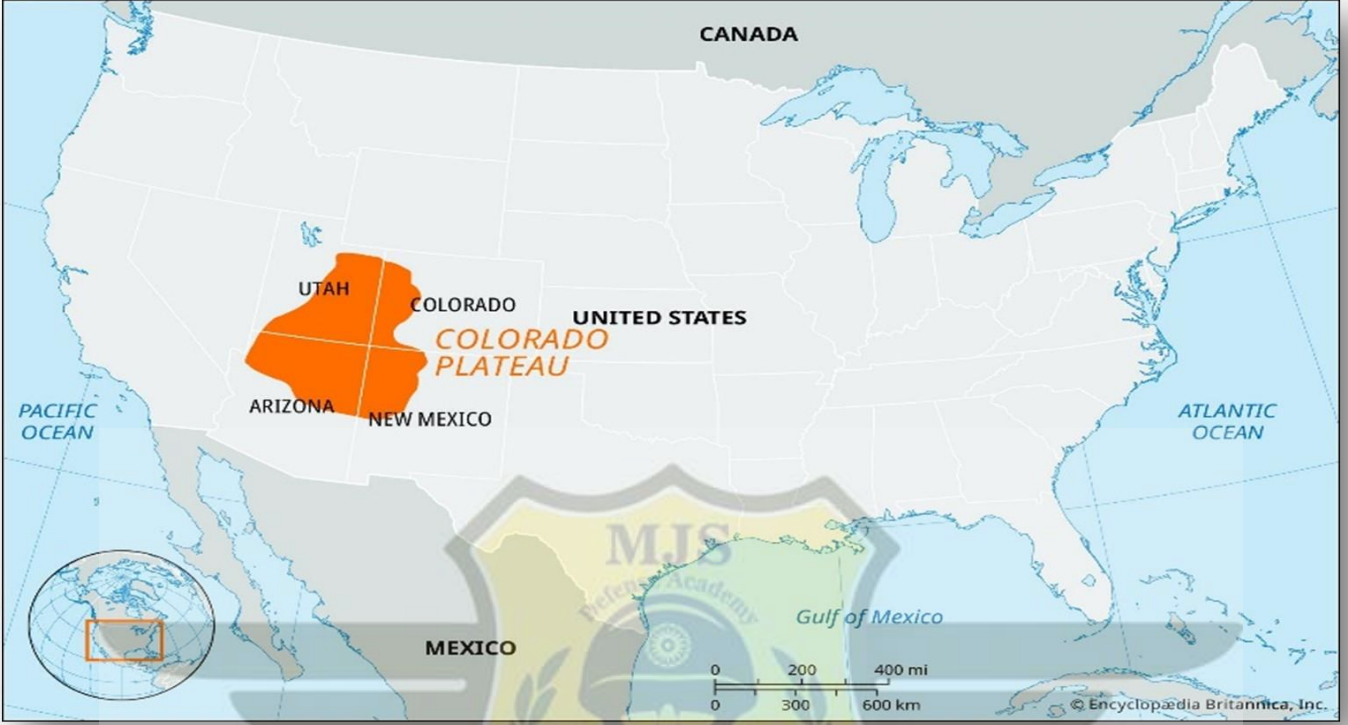 CANADA
UTAH
COLORADO
UNITED STATES
COLORADO
PLATEAU
ARIZONA
NEW MEXICO
PACIFIC
OCEAN
ATLANTIC
OCEAN
MJS
Defense Academy
Gulf of Mexico
MEXICO
0 200 400 mi
0 300 600 km
© Encyclopædia Britannica, Inc.